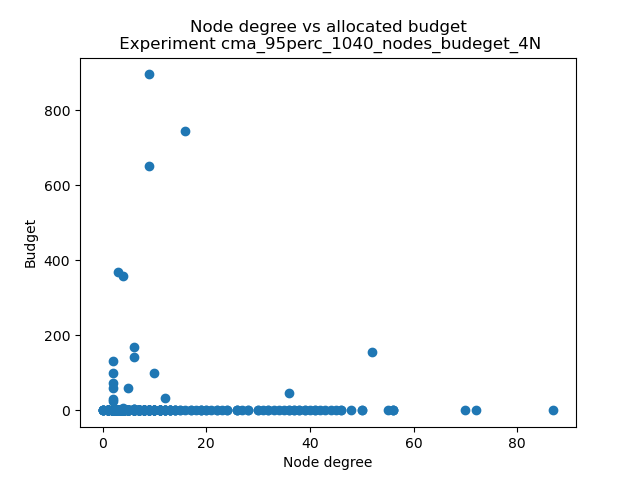 Node degree vs allocated budget
Experiment cma_95perc_1040_nodes_budeget_4N
Budget
800
600
400
200
0
0 20 40 60 80
Node degree